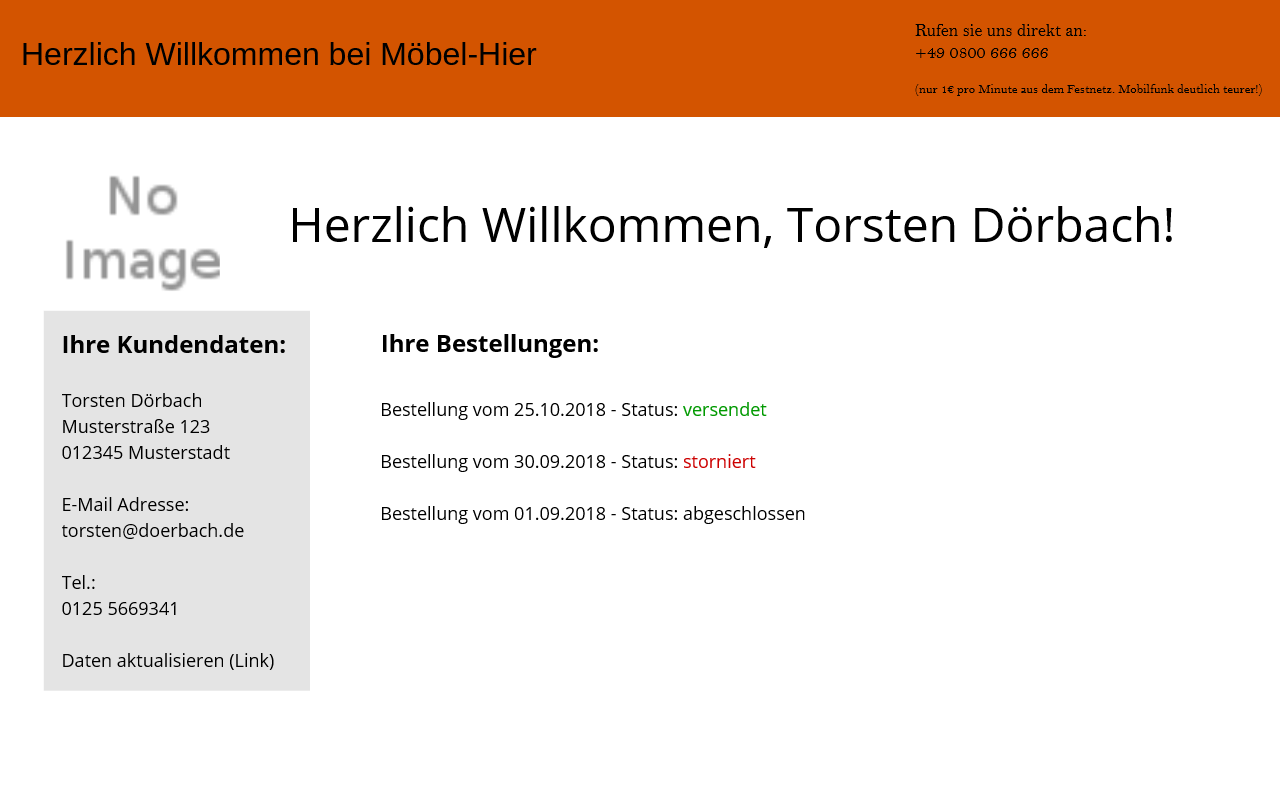 Herzlich Willkommen bei Möbel-Hier
Rufen sie uns direkt an:
+49 0800 666 666
(nur 1€ pro Minute aus dem Festnetz. Mobilfunk deutlich teurer!)
No
Image
Herzlich Willkommen, Torsten Dörbach!
Ihre Kundendaten:
Torsten Dörbach
Musterstraße 123
012345 Musterstadt
E-Mail Adresse:
torsten@doerbach.de
Tel.:
0125 5669341
Daten aktualisieren (Link)
Ihre Bestellungen:
Bestellung vom 25.10.2018 - Status: versendet
Bestellung vom 30.09.2018 - Status: storniert
Bestellung vom 01.09.2018 - Status: abgeschlossen